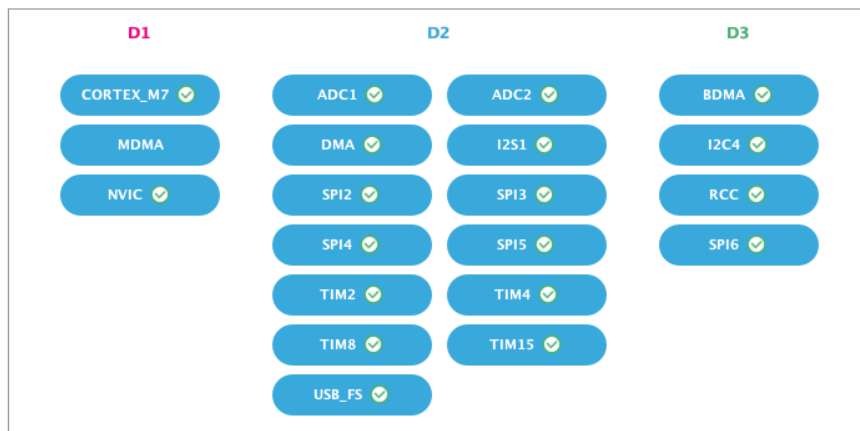 D1 D2 D3
CORTEX_M7 ADC1 ADC2 BDMA
MDMA DMA I2S1 I2C4
NVIC SPI2 SPI3 RCC
SPI4 SPI5 SPI6
TIM2 TIM4
TIM8 TIM15
USB_FS